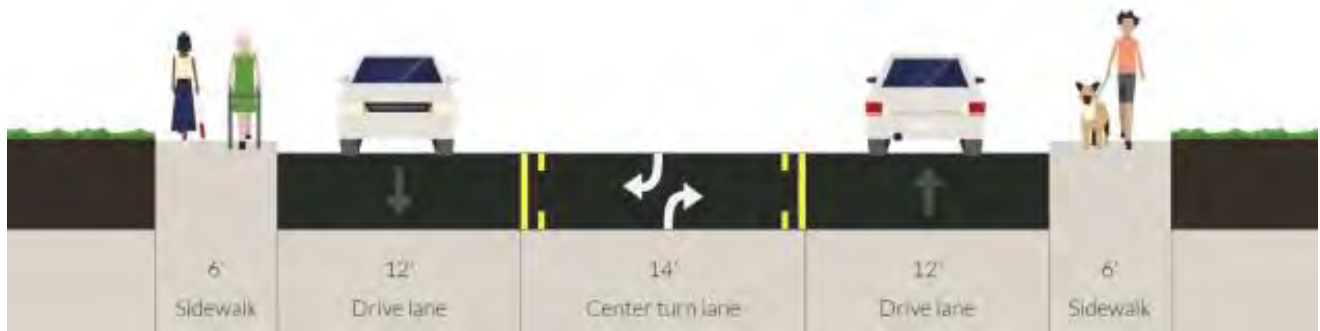 6'
Sidewalk
12'
Drive lane
14'
Center turn lane
12'
Drive lane
6'
Sidewalk